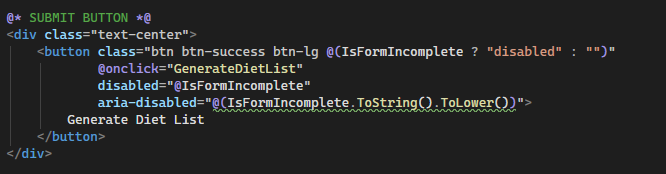 @* SUBMIT BUTTON *@
<div class="text-center">
<button class="btn btn-success btn-lg @(IsFormIncomplete ? "disabled" : "")"
@onclick="GenerateDietList"
disabled="@IsFormIncomplete"
aria-disabled="@(IsFormIncomplete.ToString().ToLower())">
Generate Diet List
</button>
</div>